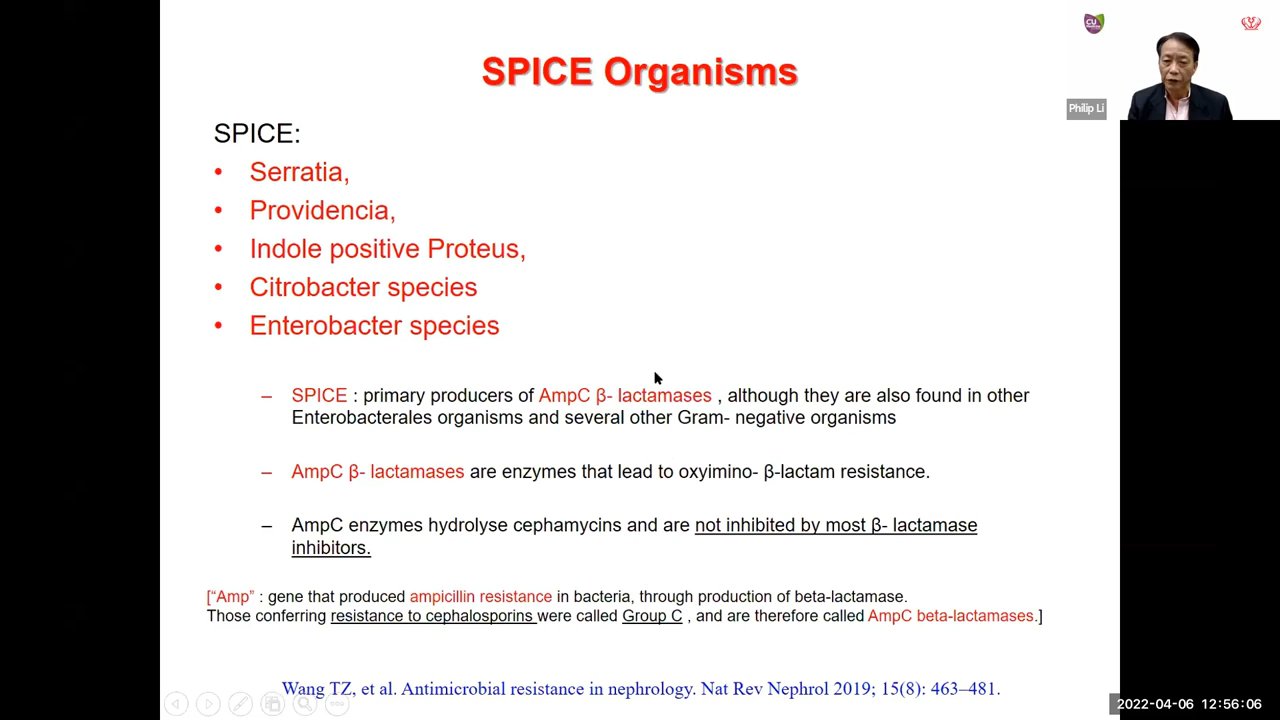 SPICE Organisms
CU
Medicine
Philip Li
SPICE:
• Serratia,
• Providencia,
• Indole positive Proteus,
• Citrobacter species
• Enterobacter species
– SPICE : primary producers of AmpC β- lactamases , although they are also found in other
Enterobacterales organisms and several other Gram- negative organisms
– AmpC β- lactamases are enzymes that lead to oxyimino- β-lactam resistance.
– AmpC enzymes hydrolyse cephamycins and are not inhibited by most β- lactamase
inhibitors.
[“Amp” : gene that produced ampicillin resistance in bacteria, through production of beta-lactamase.
Those conferring resistance to cephalosporins were called Group C , and are therefore called AmpC beta-lactamases.]
Wang TZ, et al. Antimicrobial resistance in nephrology. Nat Rev Nephrol 2019; 15(8): 463–481.
2022-04-06 12:56:06